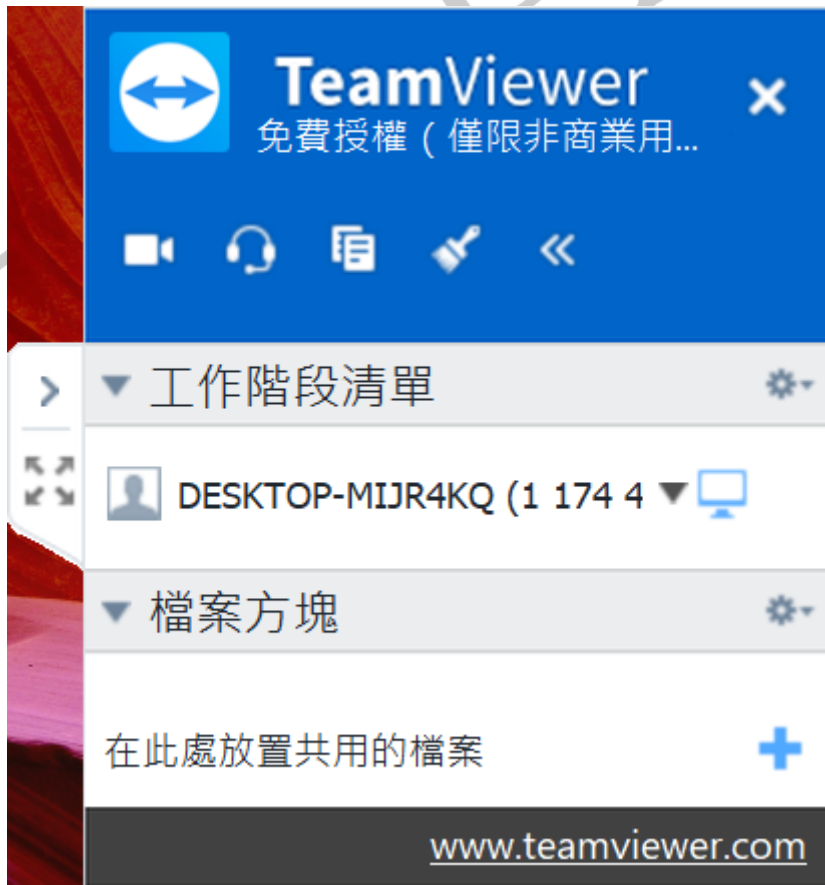 TeamViewer
免費授權（僅限非商業用...
工作階段清單
DESKTOP-MIJR4KQ (1 174 4
檔案方塊
在此處放置共用的檔案
www.teamviewer.com